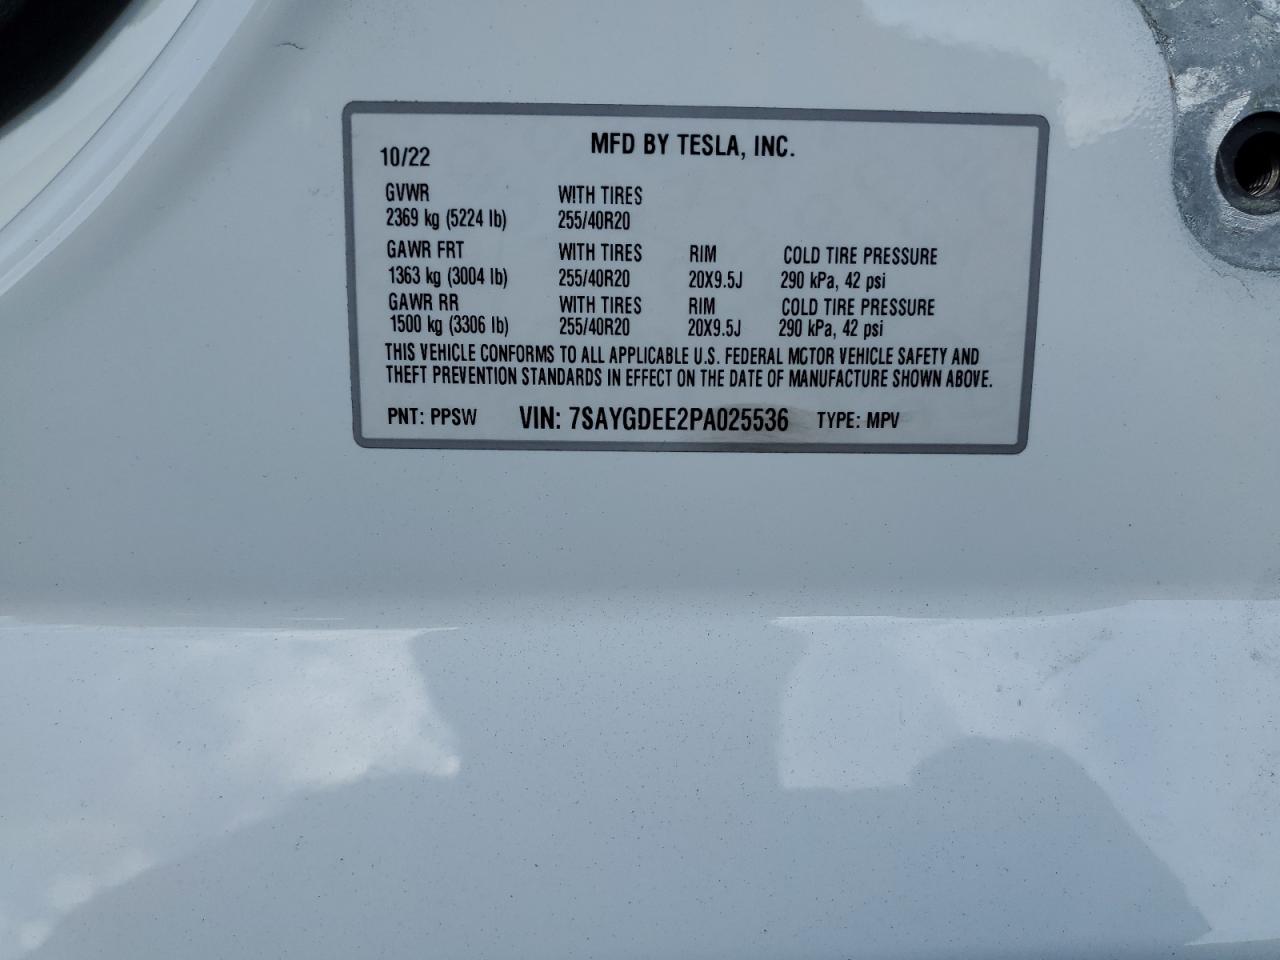 MFD BY TESLA, INC.
10/22
GVWR WITH TIRES
2369 kg (5224 lb) 255/40R20
GAWR FRT WITH TIRES RIM COLD TIRE PRESSURE
1363 kg (3004 lb) 255/40R20 20X9.5J 290 kPa, 42 psi
GAWR RR WITH TIRES RIM COLD TIRE PRESSURE
1500 kg (3306 lb) 255/40R20 20X9.5J 290 kPa, 42 psi
THIS VEHICLE CONFORMS TO ALL APPLICABLE U.S. FEDERAL MOTOR VEHICLE SAFETY AND
THEFT PREVENTION STANDARDS IN EFFECT ON THE DATE OF MANUFACTURE SHOWN ABOVE.
PNT: PPSW VIN: 7SAYGDEE2PA025536 TYPE: MPV